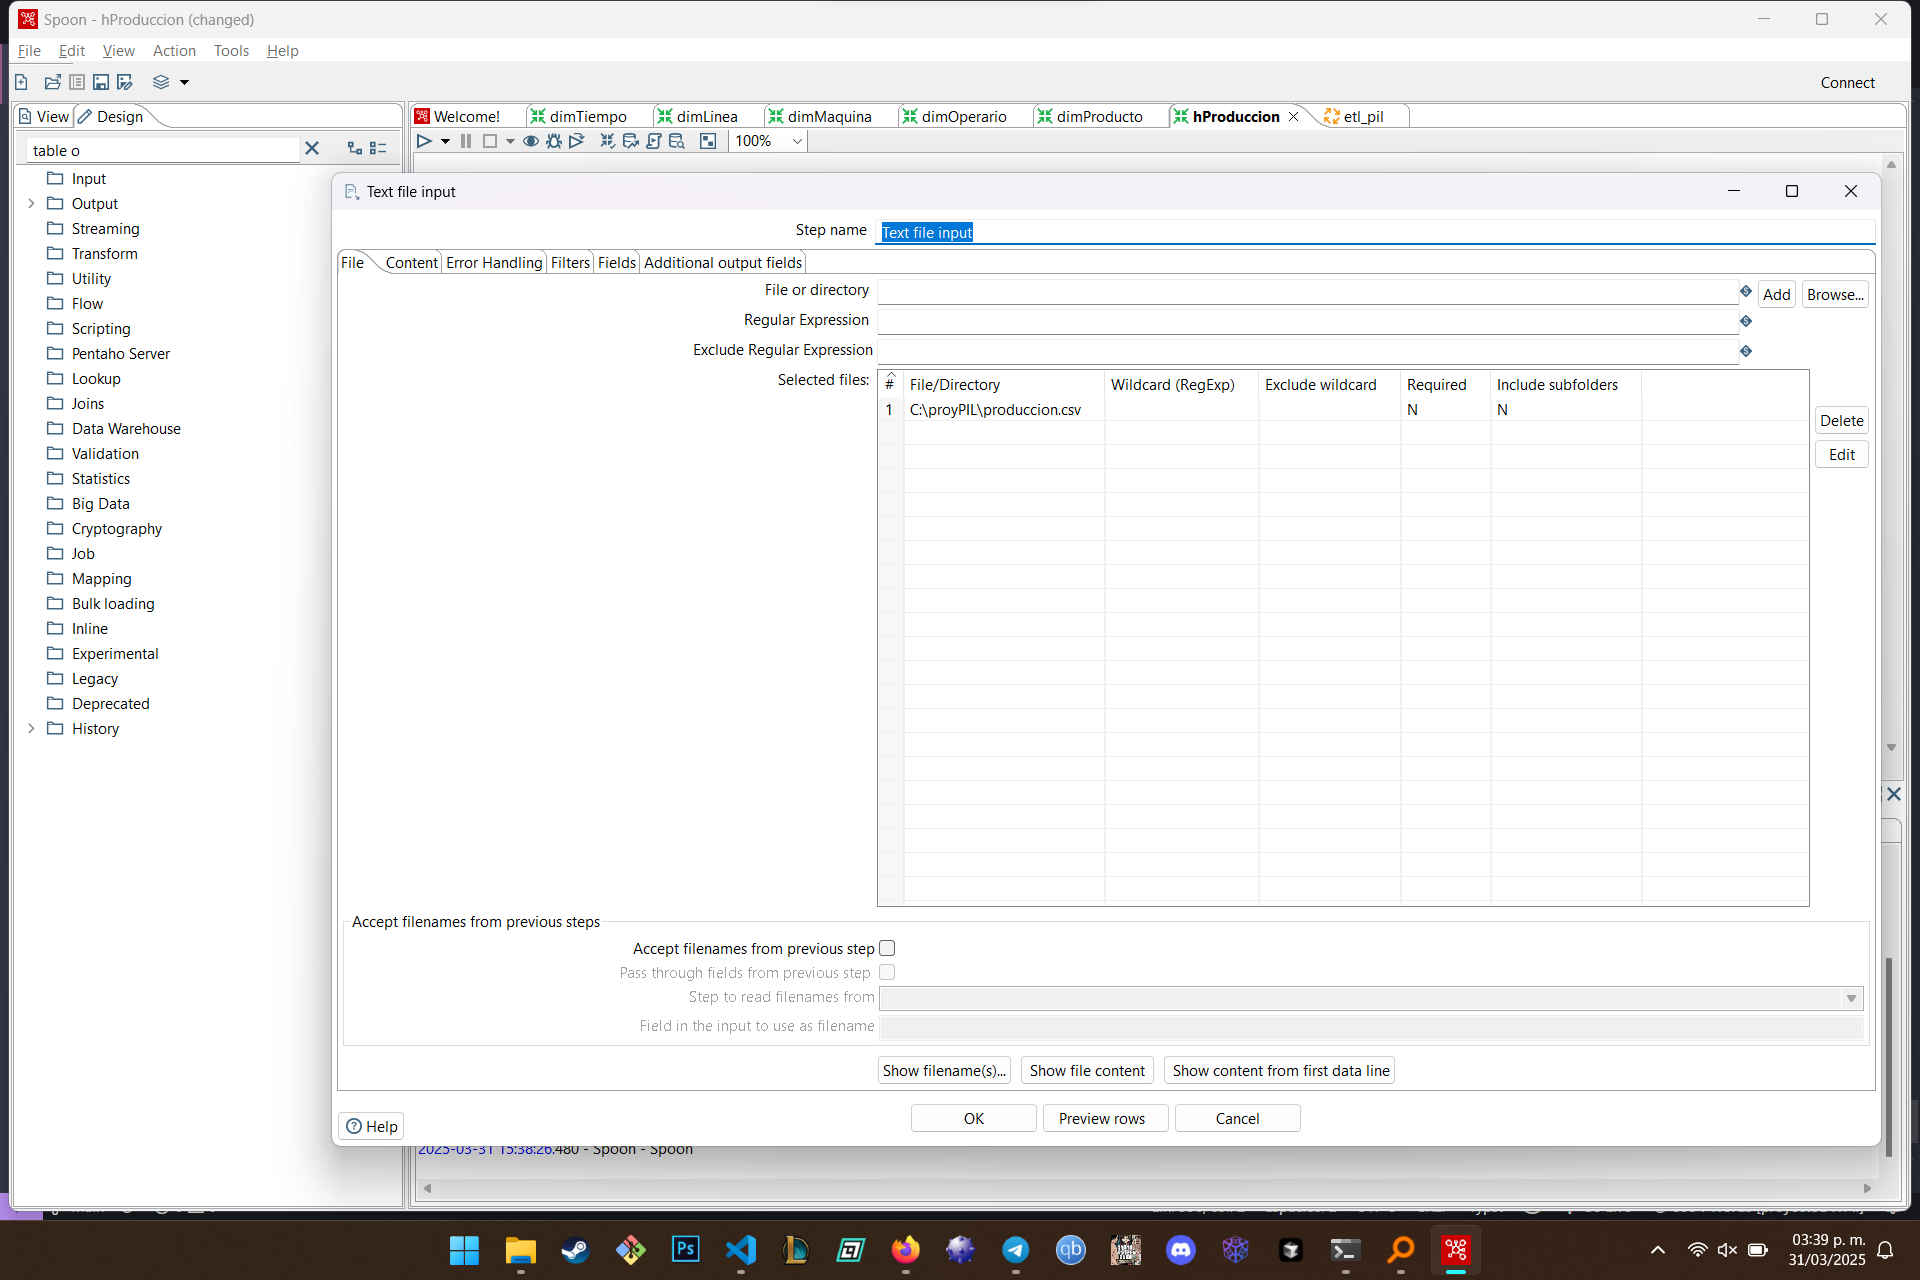 Spoon - hProduccion (changed)
File Edit View Action Tools Help
Connect
View Design
Welcome! dimTiempo dimLinea dimMaquina dimOperario dimProducto hProduccion etl_pil
table o
100%
Input
Output
Streaming
Transform
Utility
Flow
Scripting
Pentaho Server
Lookup
Joins
Data Warehouse
Validation
Statistics
Big Data
Cryptography
Job
Mapping
Bulk loading
Inline
Experimental
Legacy
Deprecated
History
Text file input
Step name Text file input
File Content Error Handling Filters Fields Additional output fields
File or directory Add Browse...
Regular Expression
Exclude Regular Expression
Selected files: # File/Directory Wildcard (RegExp) Exclude wildcard Required Include subfolders
1 C:\proyPIL\produccion.csv N N
Delete
Edit
Accept filenames from previous steps
Accept filenames from previous step
Pass through fields from previous step
Step to read filenames from
Field in the input to use as filename
Show filename(s)... Show file content Show content from first data line
OK Preview rows Cancel
Help
2025-03-31 15:38:26.480 - Spoon - Spoon
Ps
qb
03:39 p. m.
31/03/2025